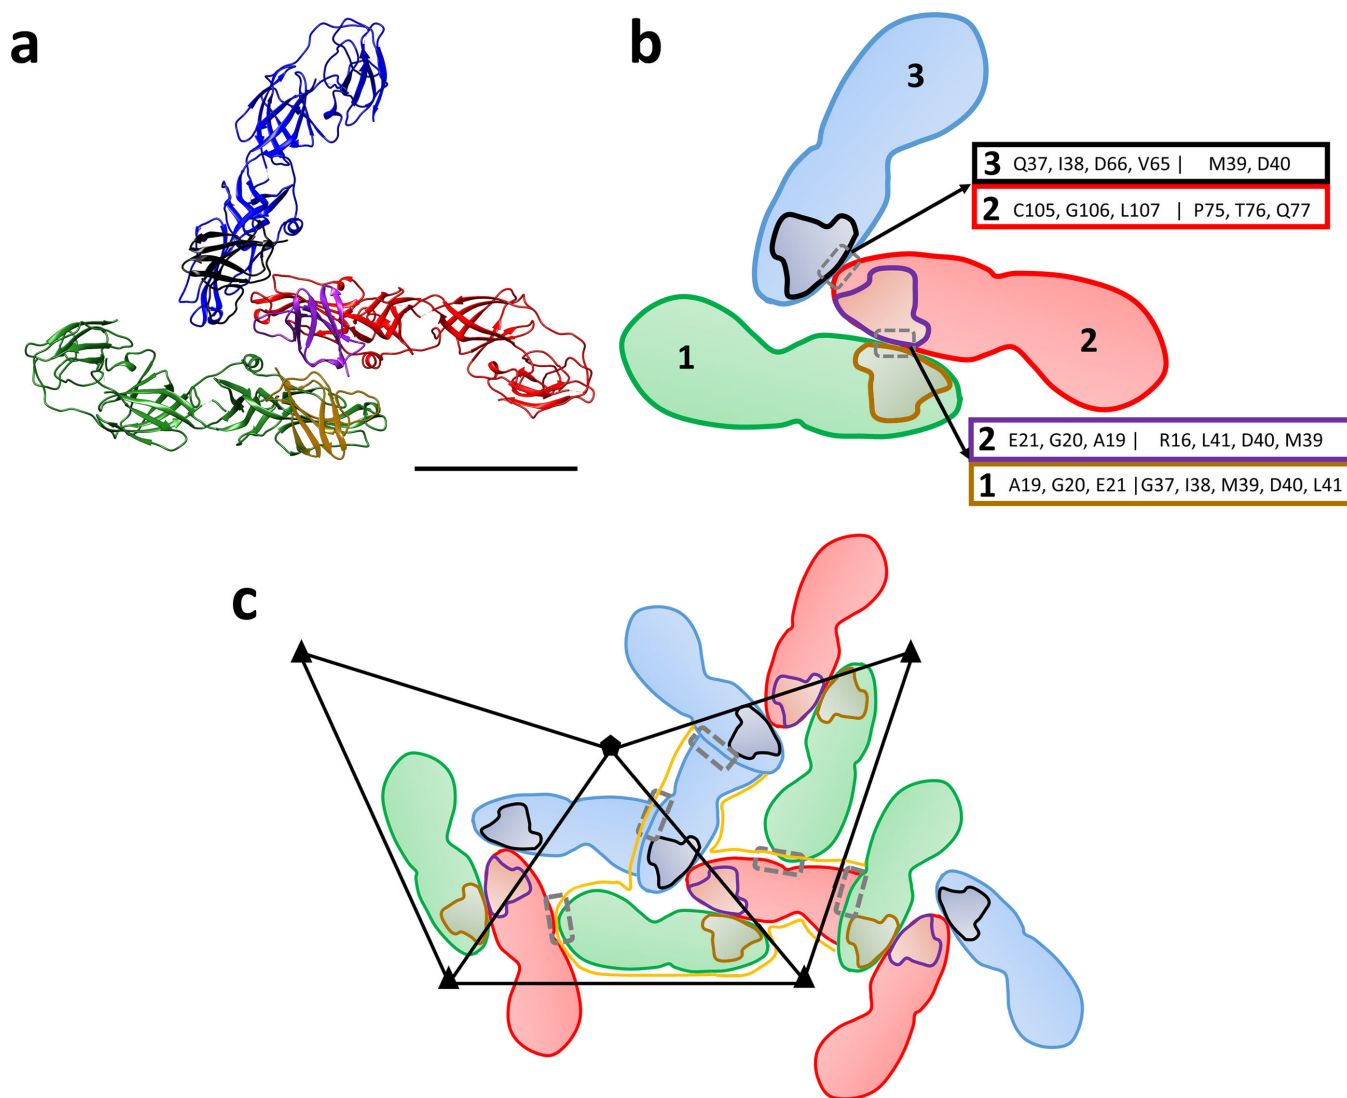 a
b
3
3 Q37, I38, D66, V65 | M39, D40
2 C105, G106, L107 | P75, T76, Q77
1
2
2 E21, G20, A19 | R16, L41, D40, M39
1 A19, G20, E21 |G37, I38, M39, D40, L41
c